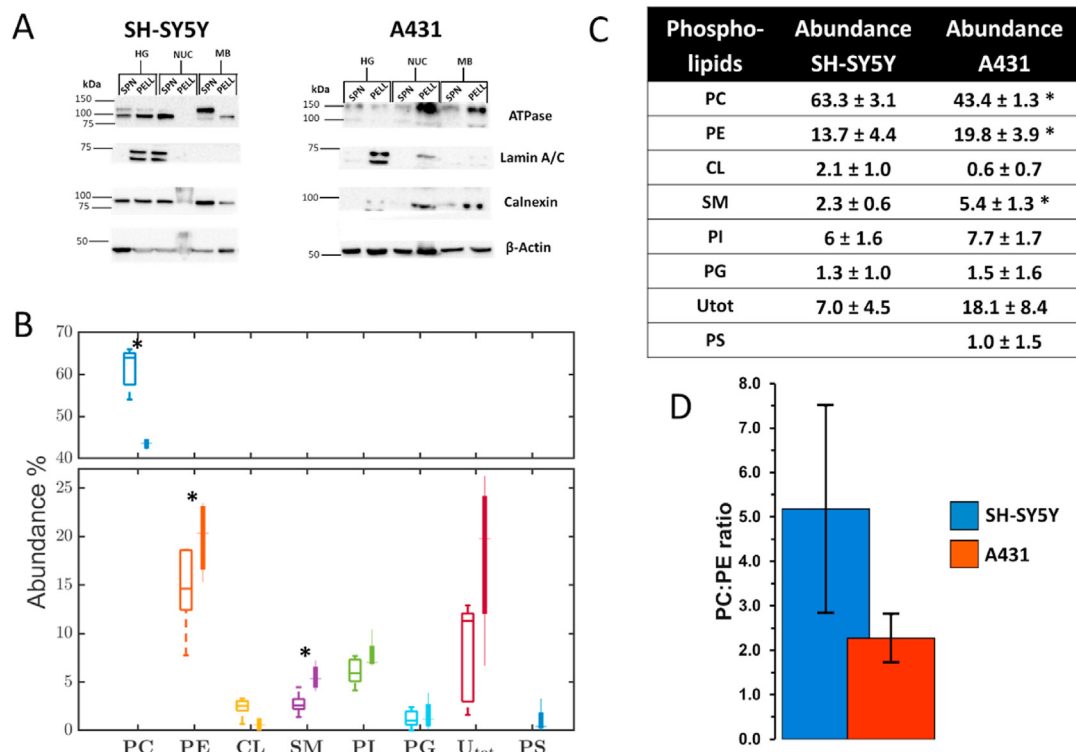 A
SH-SY5Y
A431
HG NUC MB
HG NUC MB
kDa
SPN PELL SPN PELL SPN PELL
kDa
SPN PELL SPN PELL SPN PELL
150
100
75
150
100
ATPase
75
75
Lamin A/C
100
75
100
Calnexin
50
50
β-Actin
B
Abundance %
70
60
50
40
25
20
15
10
5
0
*
*
*
PC PE CL SM PI PG Utot PS
C
Phospho-lipids Abundance SH-SY5Y Abundance A431
PC 63.3 ± 3.1 43.4 ± 1.3 *
PE 13.7 ± 4.4 19.8 ± 3.9 *
CL 2.1 ± 1.0 0.6 ± 0.7
SM 2.3 ± 0.6 5.4 ± 1.3 *
PI 6 ± 1.6 7.7 ± 1.7
PG 1.3 ± 1.0 1.5 ± 1.6
Utot 7.0 ± 4.5 18.1 ± 8.4
PS 1.0 ± 1.5
D
PC:PE ratio
8.0
7.0
6.0
5.0
4.0
3.0
2.0
1.0
0.0
SH-SY5Y
A431